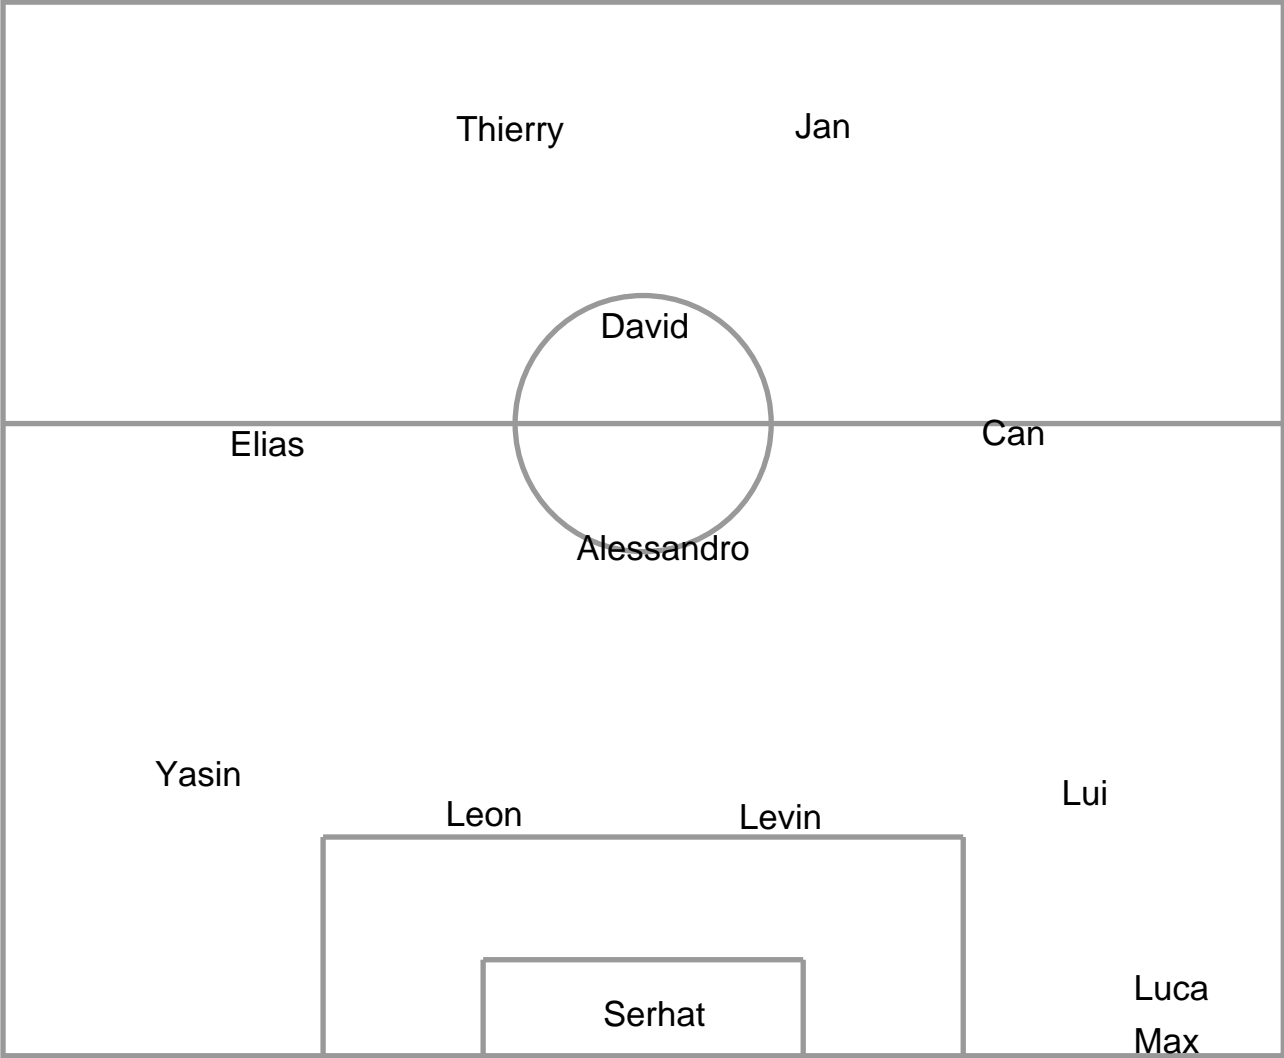 Thierry Jan
David
Elias Can
Alessandro
Yasin Lui
Leon Levin
Luca
Serhat
Max